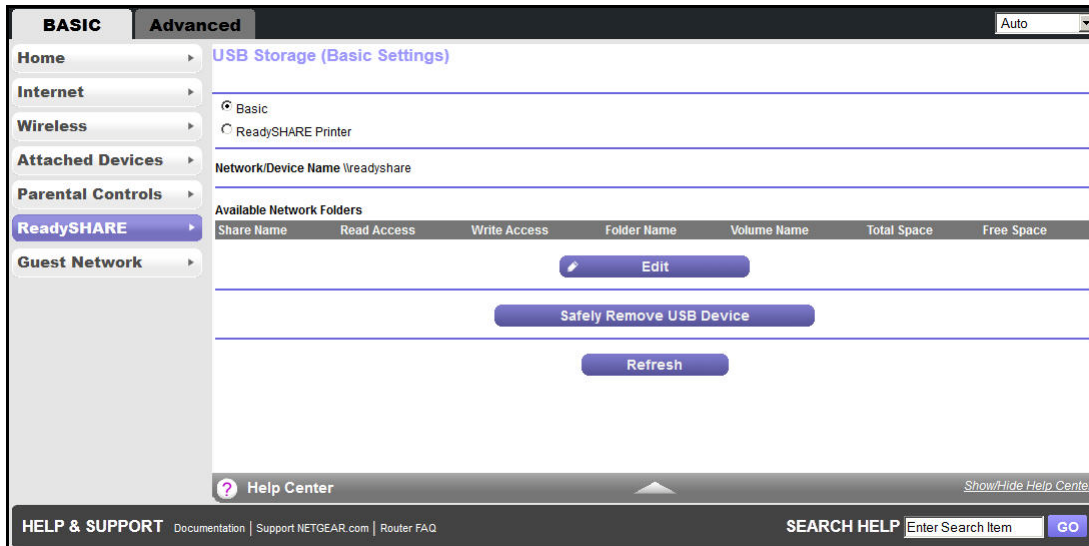 BASIC Advanced Auto
Home
Internet
Wireless
Attached Devices
Parental Controls
ReadySHARE
Guest Network
USB Storage (Basic Settings)
Basic
ReadySHARE Printer
Network/Device Name \\readyshare
Available Network Folders
Share Name Read Access Write Access Folder Name Volume Name Total Space Free Space
Edit
Safely Remove USB Device
Refresh
? Help Center Show/Hide Help Cente
HELP & SUPPORT Documentation | Support NETGEAR.com | Router FAQ SEARCH HELP Enter Search Item GO